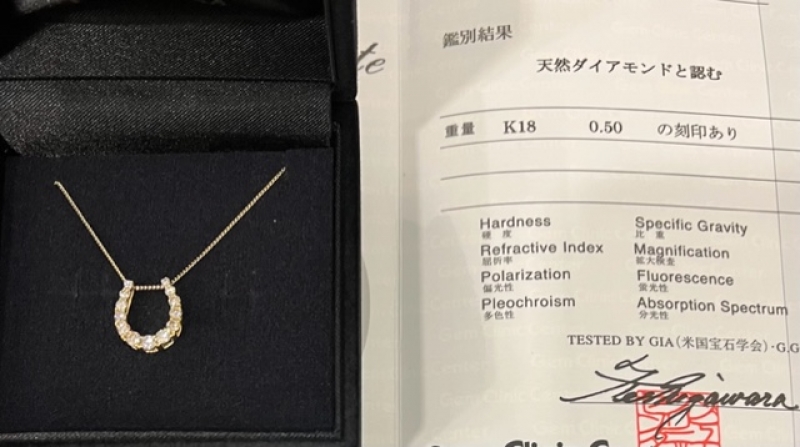 te
鑑別結果
天然ダイアモンドと認む
重量 K18 0.50 の刻印あり
Hardness
硬度
Specific Gravity
比重
Refractive Index
屈折率
Magnification
拡大検査
Polarization
偏光性
Fluorescence
蛍光性
Pleochroism
多色性
Absorption Spectrum
分光性
TESTED BY GIA(米国宝石学会)・G.G